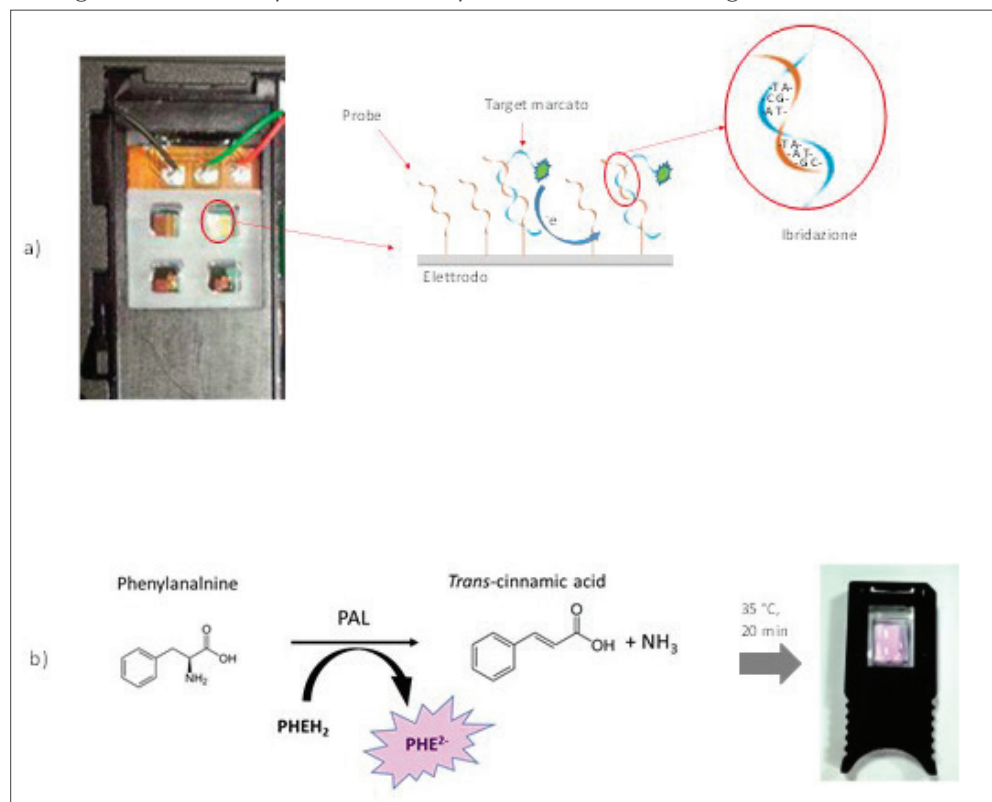 a)
Probe
Target marcato
e
Elettrodo
-T A-
C G-
A T-
-T A-
-A T-
-G C-
Ibridazione
b)
Phenylanalnine
O
OH
NH₂
PAL
PHEH₂
PHE²⁻
Trans-cinnamic acid
O
OH + NH₃
35 °C,
20 min